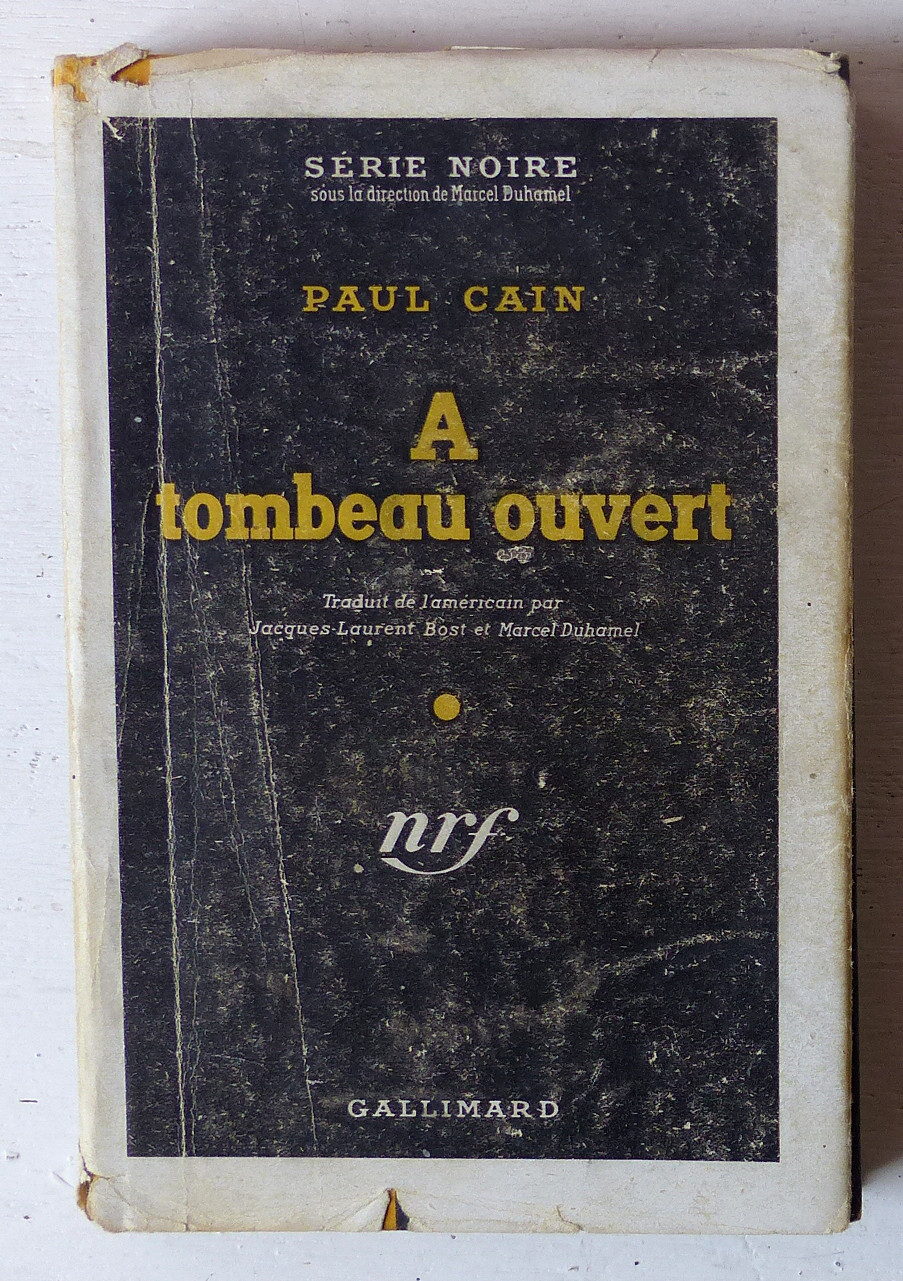 SÉRIE NOIRE
sous la direction de Marcel Duhamel
PAUL CAIN
A
tombeau ouvert
Traduit de l'américain par
Jacques-Laurent Bost et Marcel Duhamel
nrf
GALLIMARD